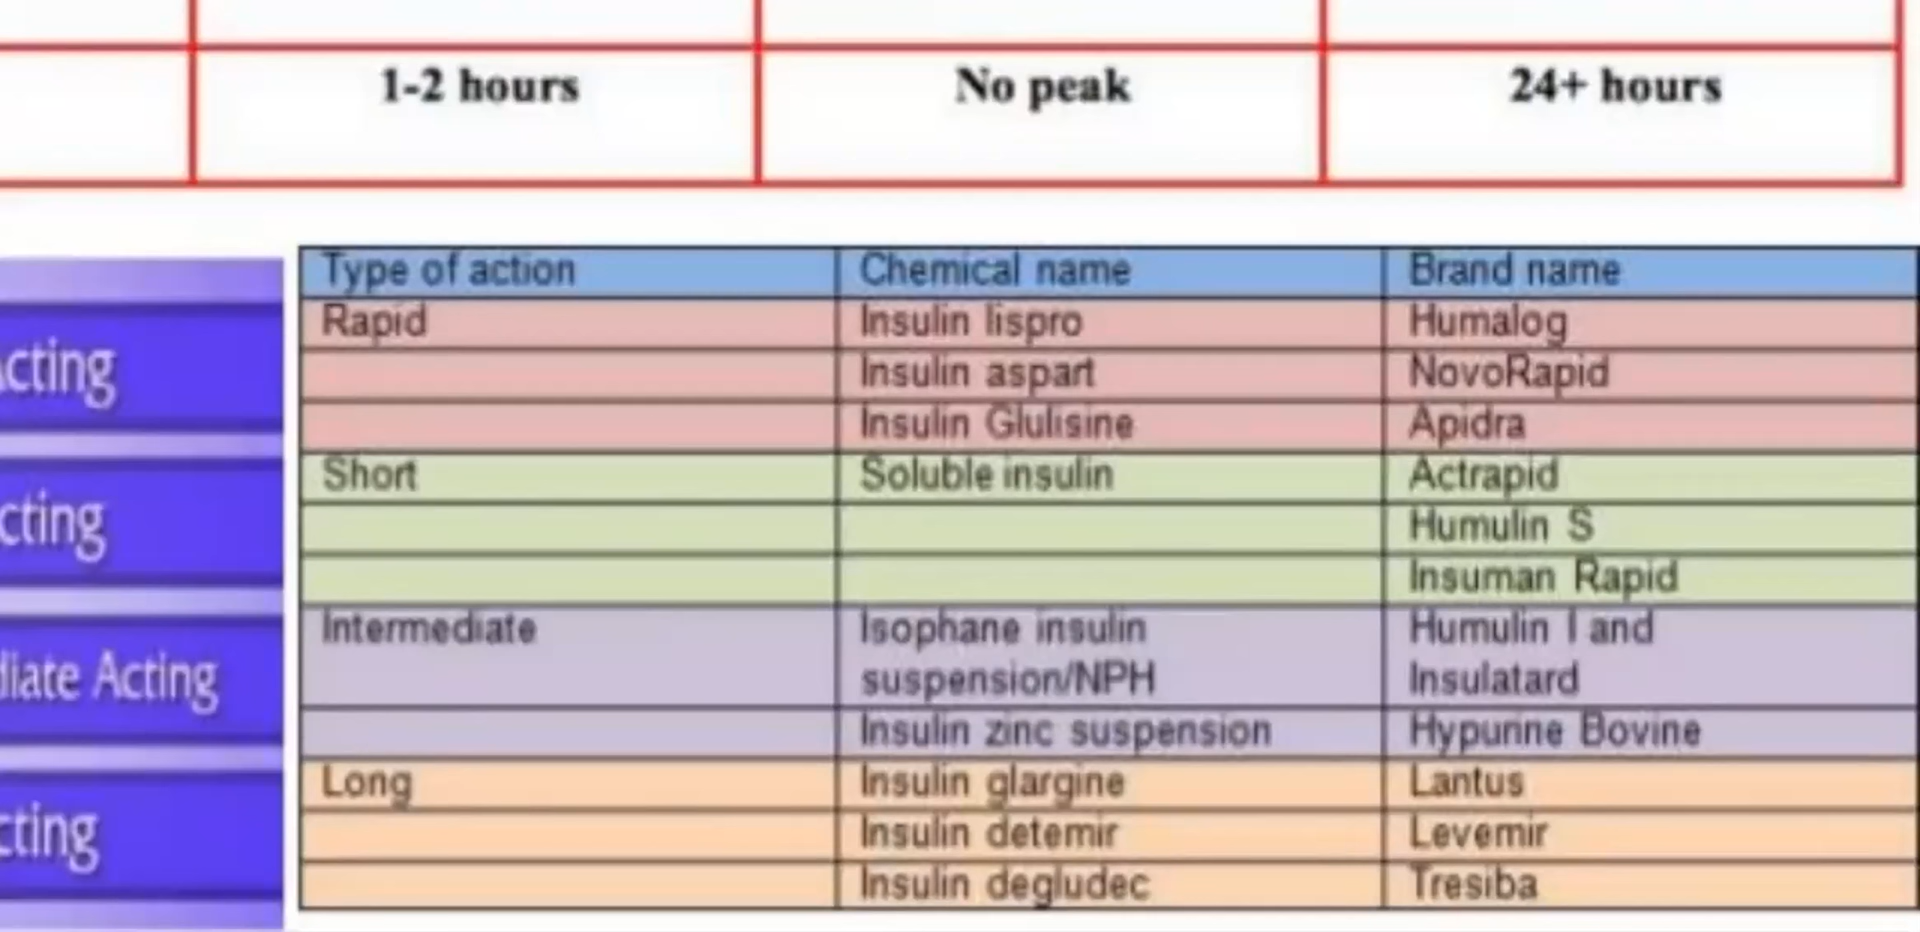 1-2 hours No peak 24+ hours
Type of action Chemical name Brand name
Rapid Insulin lispro Humalog
Insulin aspart NovoRapid
Insulin Glulisine Apidra
Short Soluble insulin Actrapid
Humulin S
Insuman Rapid
Intermediate Isophane insulin Humulin I and
suspension/NPH Insulatard
Insulin zinc suspension Hypurine Bovine
Long Insulin glargine Lantus
Insulin detemir Levemir
Insulin degludec Tresiba
Acting
cting
diate Acting
cting